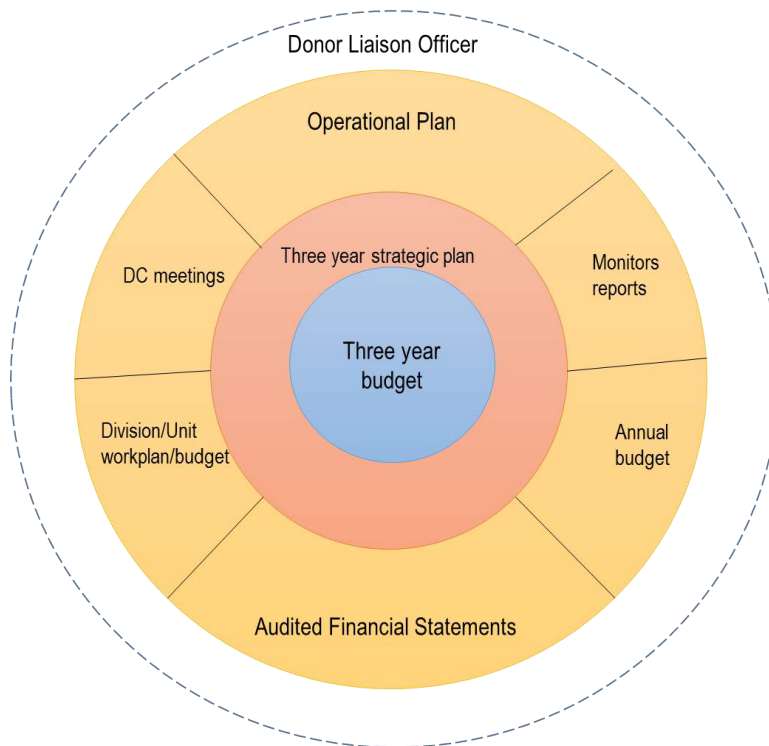 Donor Liaison Officer
Operational Plan
Three year strategic plan
DC meetings
Monitors
reports
Three year
budget
Division/Unit
workplan/budget
Annual
budget
Audited Financial Statements